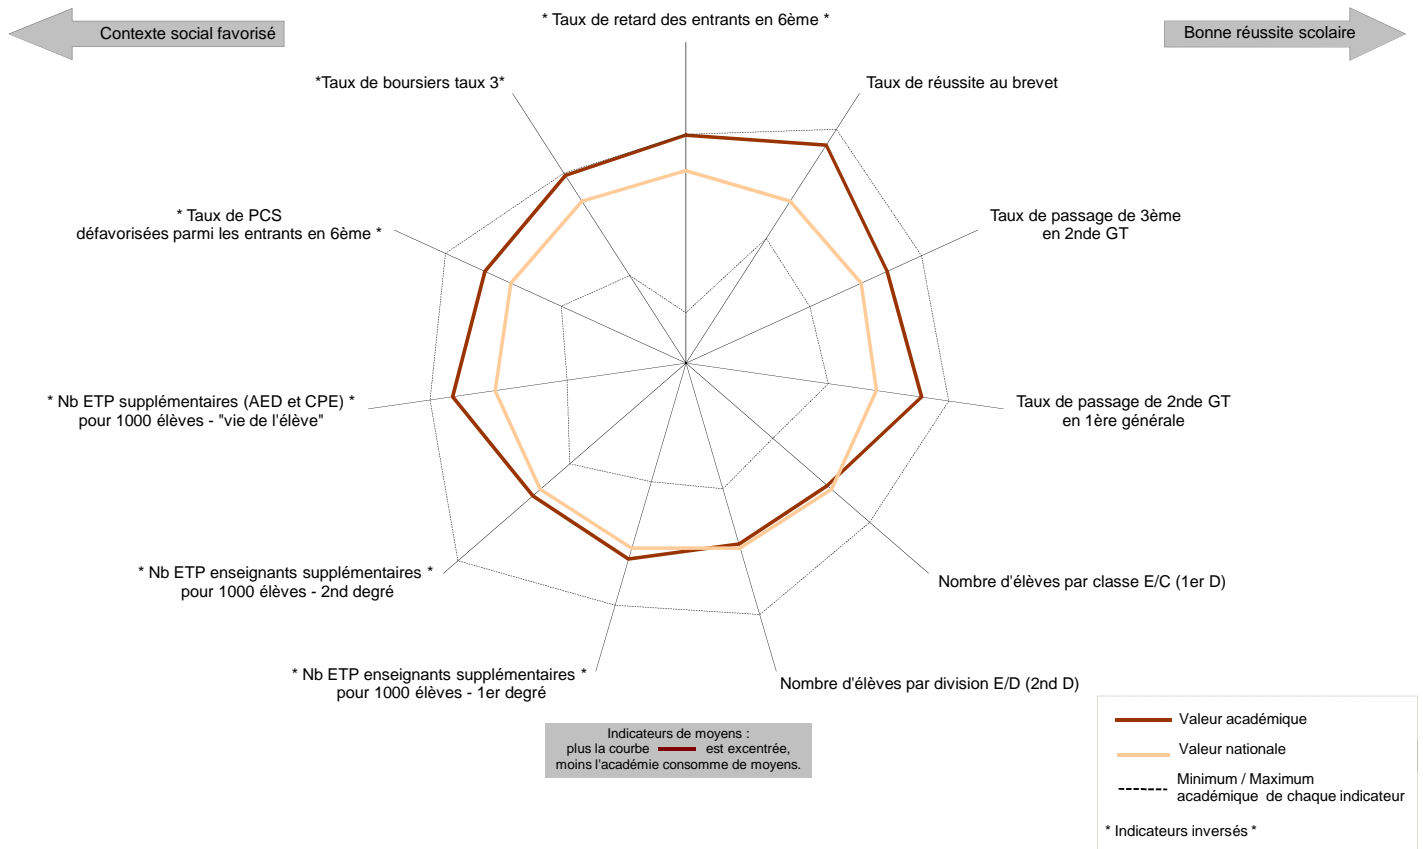 * Taux de retard des entrants en 6ème *
Contexte social favorisé
Bonne réussite scolaire
*Taux de boursiers taux 3*
Taux de réussite au brevet
* Taux de PCS
défavorisées parmi les entrants en 6ème *
Taux de passage de 3ème
en 2nde GT
* Nb ETP supplémentaires (AED et CPE) *
pour 1000 élèves - "vie de l'élève"
Taux de passage de 2nde GT
en 1ère générale
* Nb ETP enseignants supplémentaires *
pour 1000 élèves - 2nd degré
Nombre d'élèves par classe E/C (1er D)
* Nb ETP enseignants supplémentaires *
pour 1000 élèves - 1er degré
Nombre d'élèves par division E/D (2nd D)
Indicateurs de moyens :
plus la courbe est excentrée,
moins l'académie consomme de moyens.
Valeur académique
Valeur nationale
Minimum / Maximum
académique de chaque indicateur
* Indicateurs inversés *